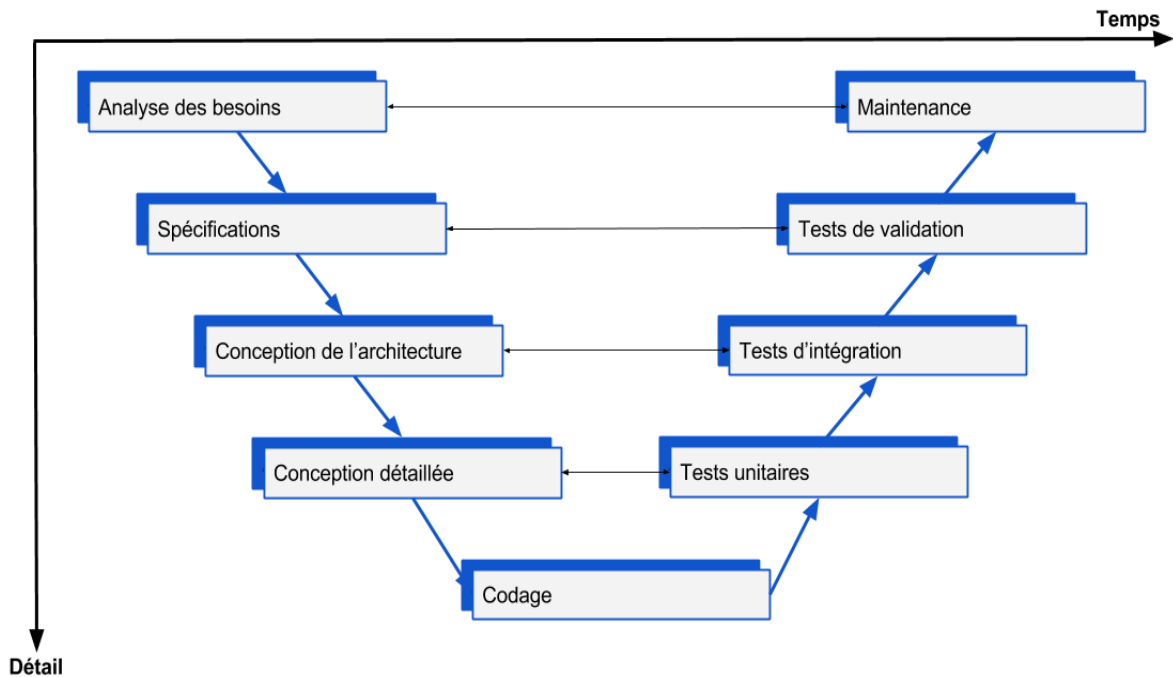 Temps
Analyse des besoins
Maintenance
Spécifications
Tests de validation
Conception de l'architecture
Tests d'intégration
Conception détaillée
Tests unitaires
Codage
Détail